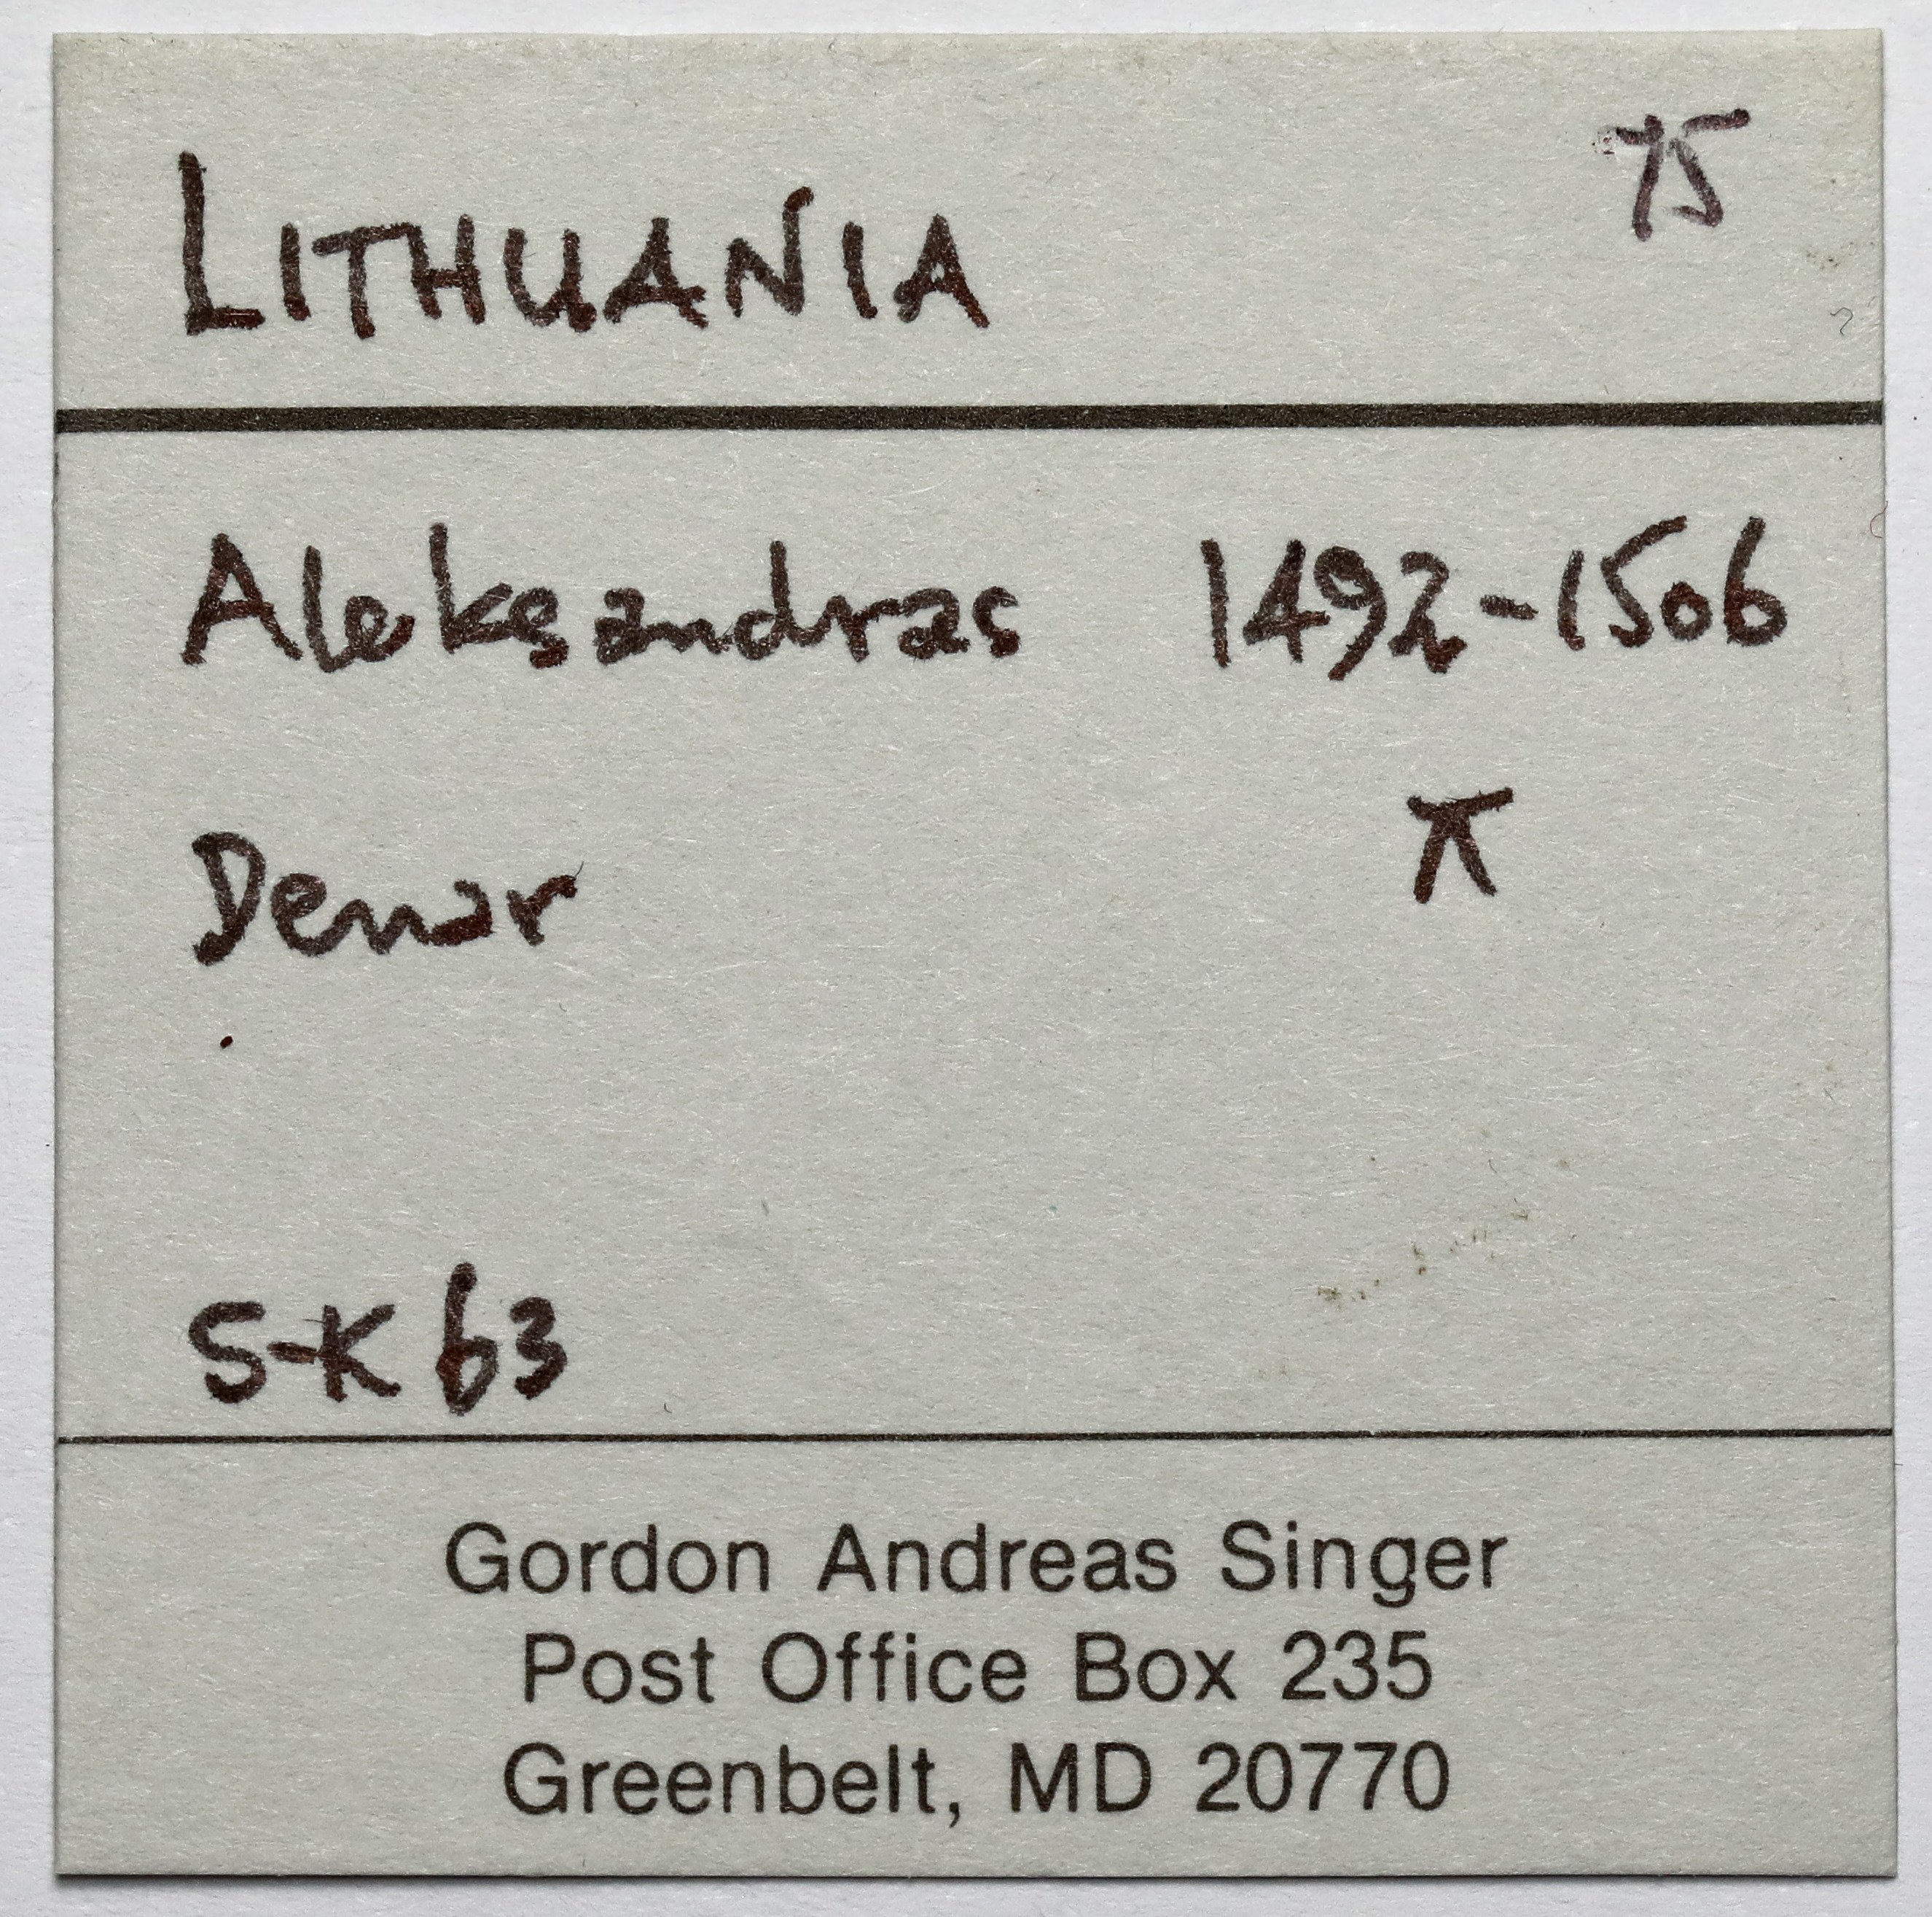 75
LITHUANIA
Aleksandras 1492-1506
Denar
S-K 63
Gordon Andreas Singer
Post Office Box 235
Greenbelt, MD 20770